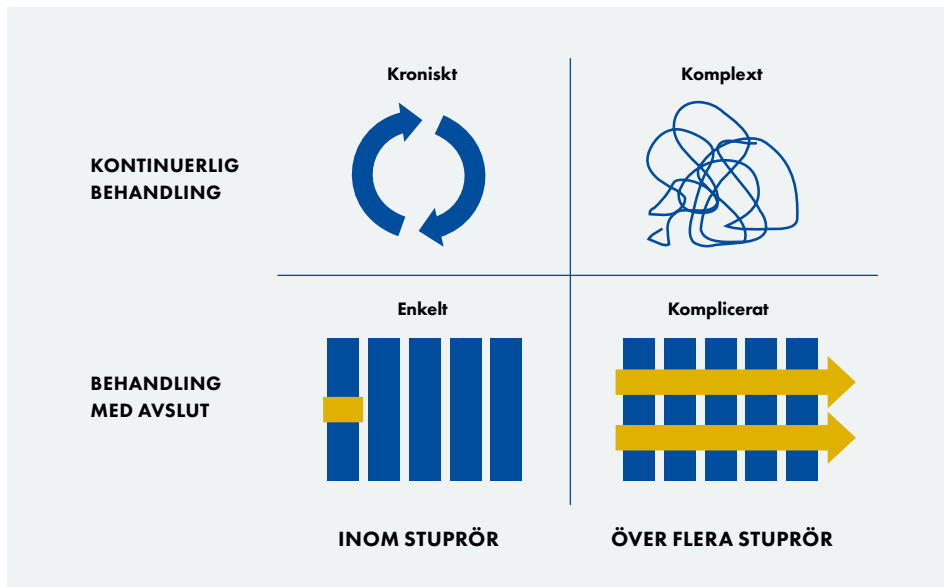 Kroniskt
Komplext
KONTINUERLIG
BEHANDLING
Enkelt
Komplicerat
BEHANDLING
MED AVSLUT
INOM STUPRÖR
ÖVER FLERA STUPRÖR